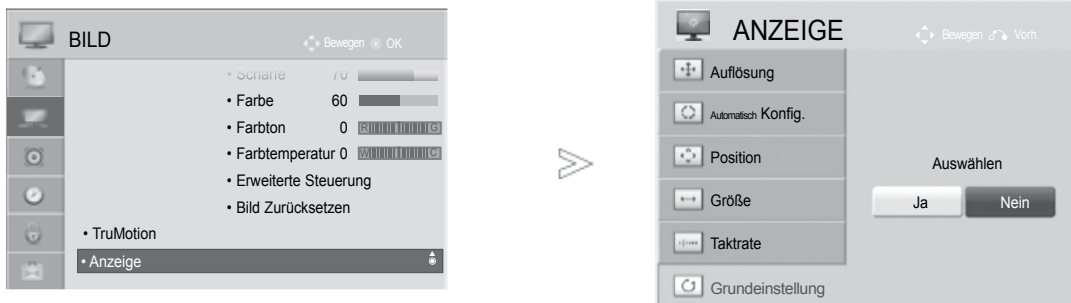 BILD
Bewegen OK
• Schärfe 70
• Farbe 60
• Farbton 0 R G
• Farbtemperatur 0 W C
• Erweiterte Steuerung
• Bild Zurücksetzen
• TruMotion
• Anzeige
ANZEIGE
Bewegen Vorh.
Auflösung
Automatisch Konfig.
Position
Größe
Taktrate
Grundeinstellung
Auswählen
Ja Nein